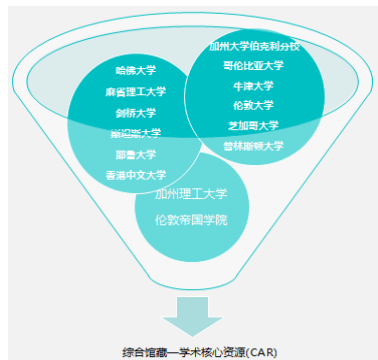 哈佛大学
麻省理工大学
剑桥大学
斯坦斯大学
耶鲁大学
香港中文大学
加州大学伯克利分校
哥伦比亚大学
牛津大学
伦敦大学
芝加哥大学
普林斯顿大学
加州理工大学
伦敦帝国学院
综合馆藏—学术核心资源(CAR)